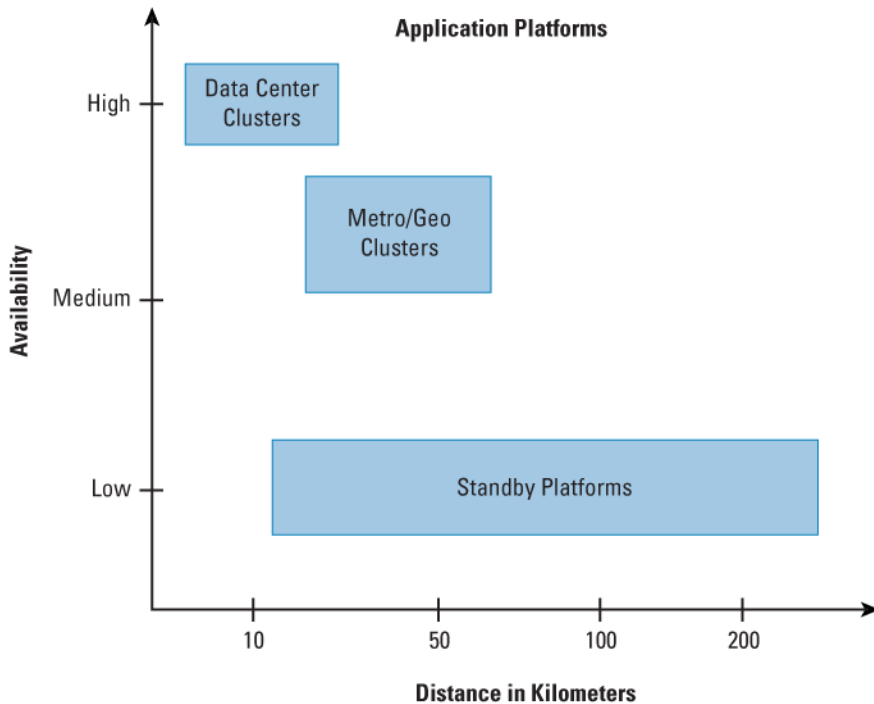 Application Platforms
High
Data Center
Clusters
Metro/Geo
Clusters
Availability
Medium
Low
Standby Platforms
10
50
100
200
Distance in Kilometers